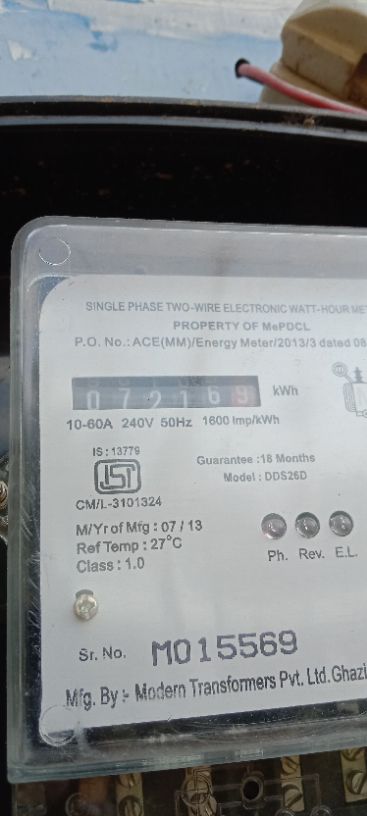 SINGLE PHASE TWO-WIRE ELECTRONIC WATT-HOUR
PROPERTY OF MePDCL
P.O. No.: ACE(MM)/Energy Meter/2013/3 dated 08
072169 kWh
10-60A 240V 50Hz 1600 Imp/kWh
IS : 13779
ISI
CM/L-3101324
Guarantee :18 Months
Model : DDS26D
M/Yr of Mfg : 07 / 13
Ref Temp : 27°C
Class : 1.0
Ph. Rev. E.L.
Sr. No. M015569
Mfg. By :- Modern Transformers Pvt. Ltd. Ghazi